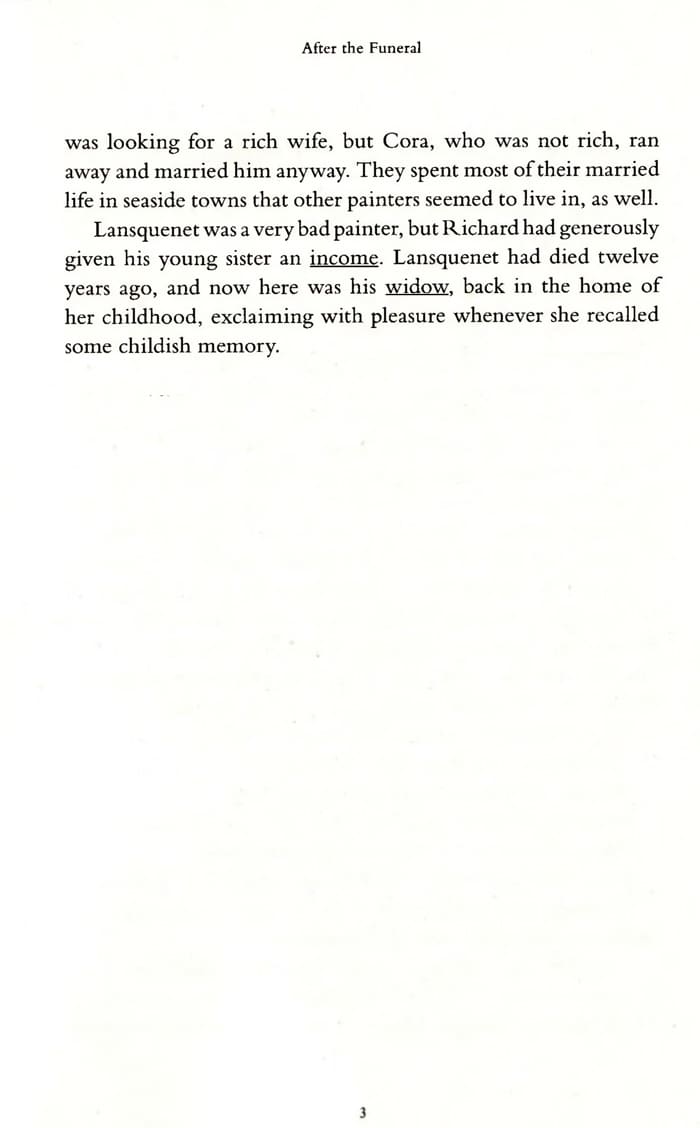 After the Funeral
was looking for a rich wife, but Cora, who was not rich, ran
away and married him anyway. They spent most of their married
life in seaside towns that other painters seemed to live in, as well.
Lansquenet was a very bad painter, but Richard had generously
given his young sister an income. Lansquenet had died twelve
years ago, and now here was his widow, back in the home of
her childhood, exclaiming with pleasure whenever she recalled
some childish memory.
3